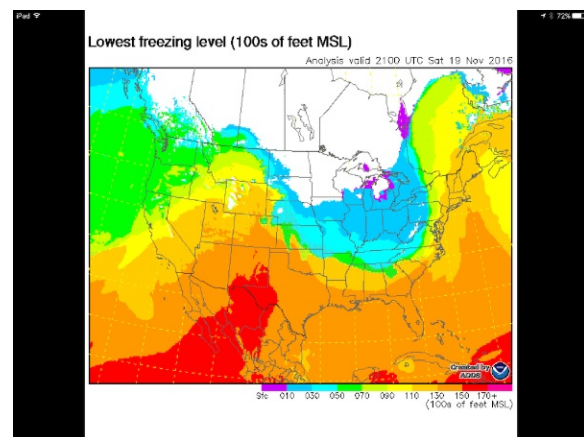 iPad 72%
Lowest freezing level (100s of feet MSL)
Analysis valid 2100 UTC Sat 19 Nov 2016
Created by
ADDS
Sfc 010 030 050 070 090 110 130 150 170+
(100s of feet MSL)